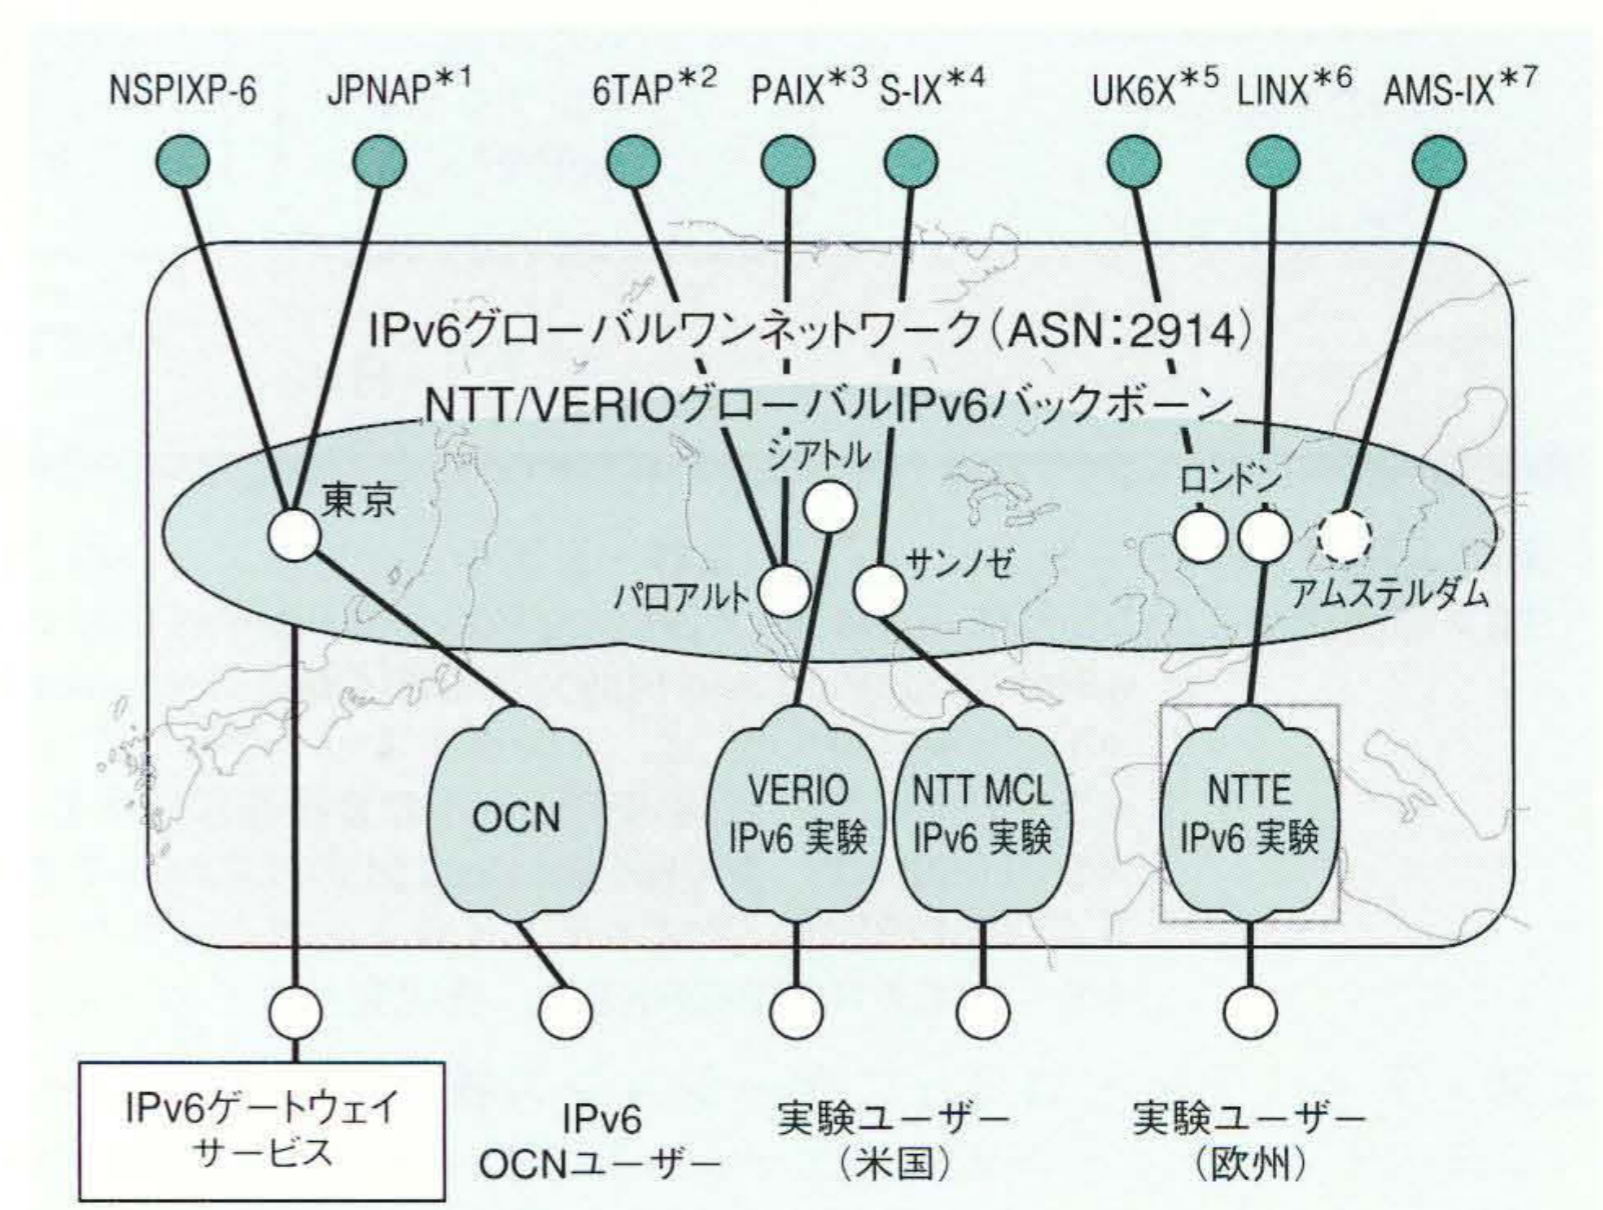 NSPIXP-6 JPNAP*1 6TAP*2 PAIX*3 S-IX*4 UK6X*5 LINX*6 AMS-IX*7
IPv6グローバルワンネットワーク(ASN:2914)
NTT/VERIOグローバルIPv6バックボーン
シアトル
東京
ロンドン
サンノゼ
パロアルト
アムステルダム
OCN
VERIO
IPv6 実験
NTT MCL
IPv6 実験
NTTE
IPv6 実験
IPv6ゲートウェイ
サービス
IPv6
OCNユーザー
実験ユーザー
(米国)
実験ユーザー
(欧州)